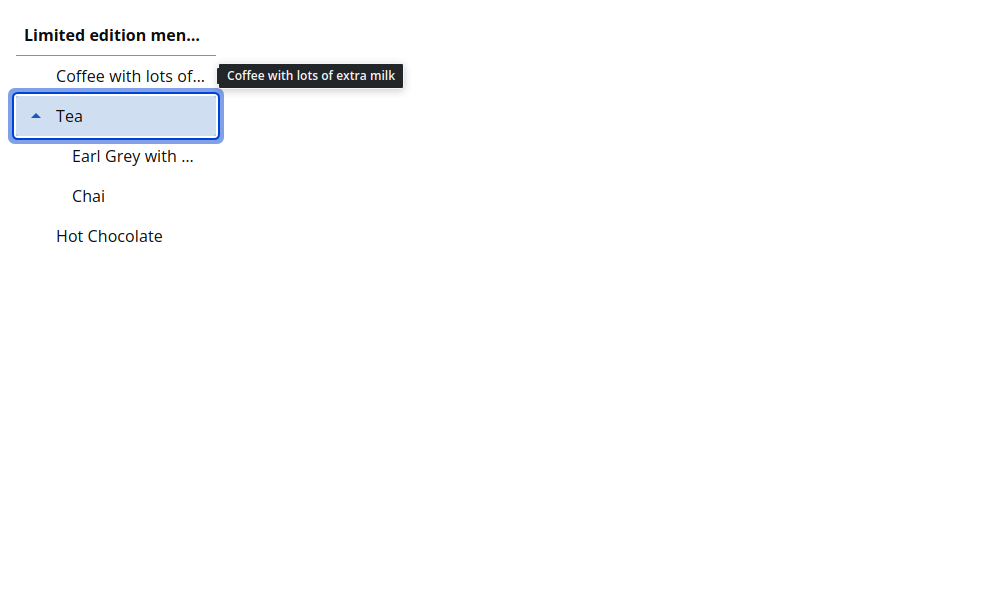 Limited edition men...
Coffee with lots of...
Coffee with lots of extra milk
Tea
Earl Grey with ...
Chai
Hot Chocolate